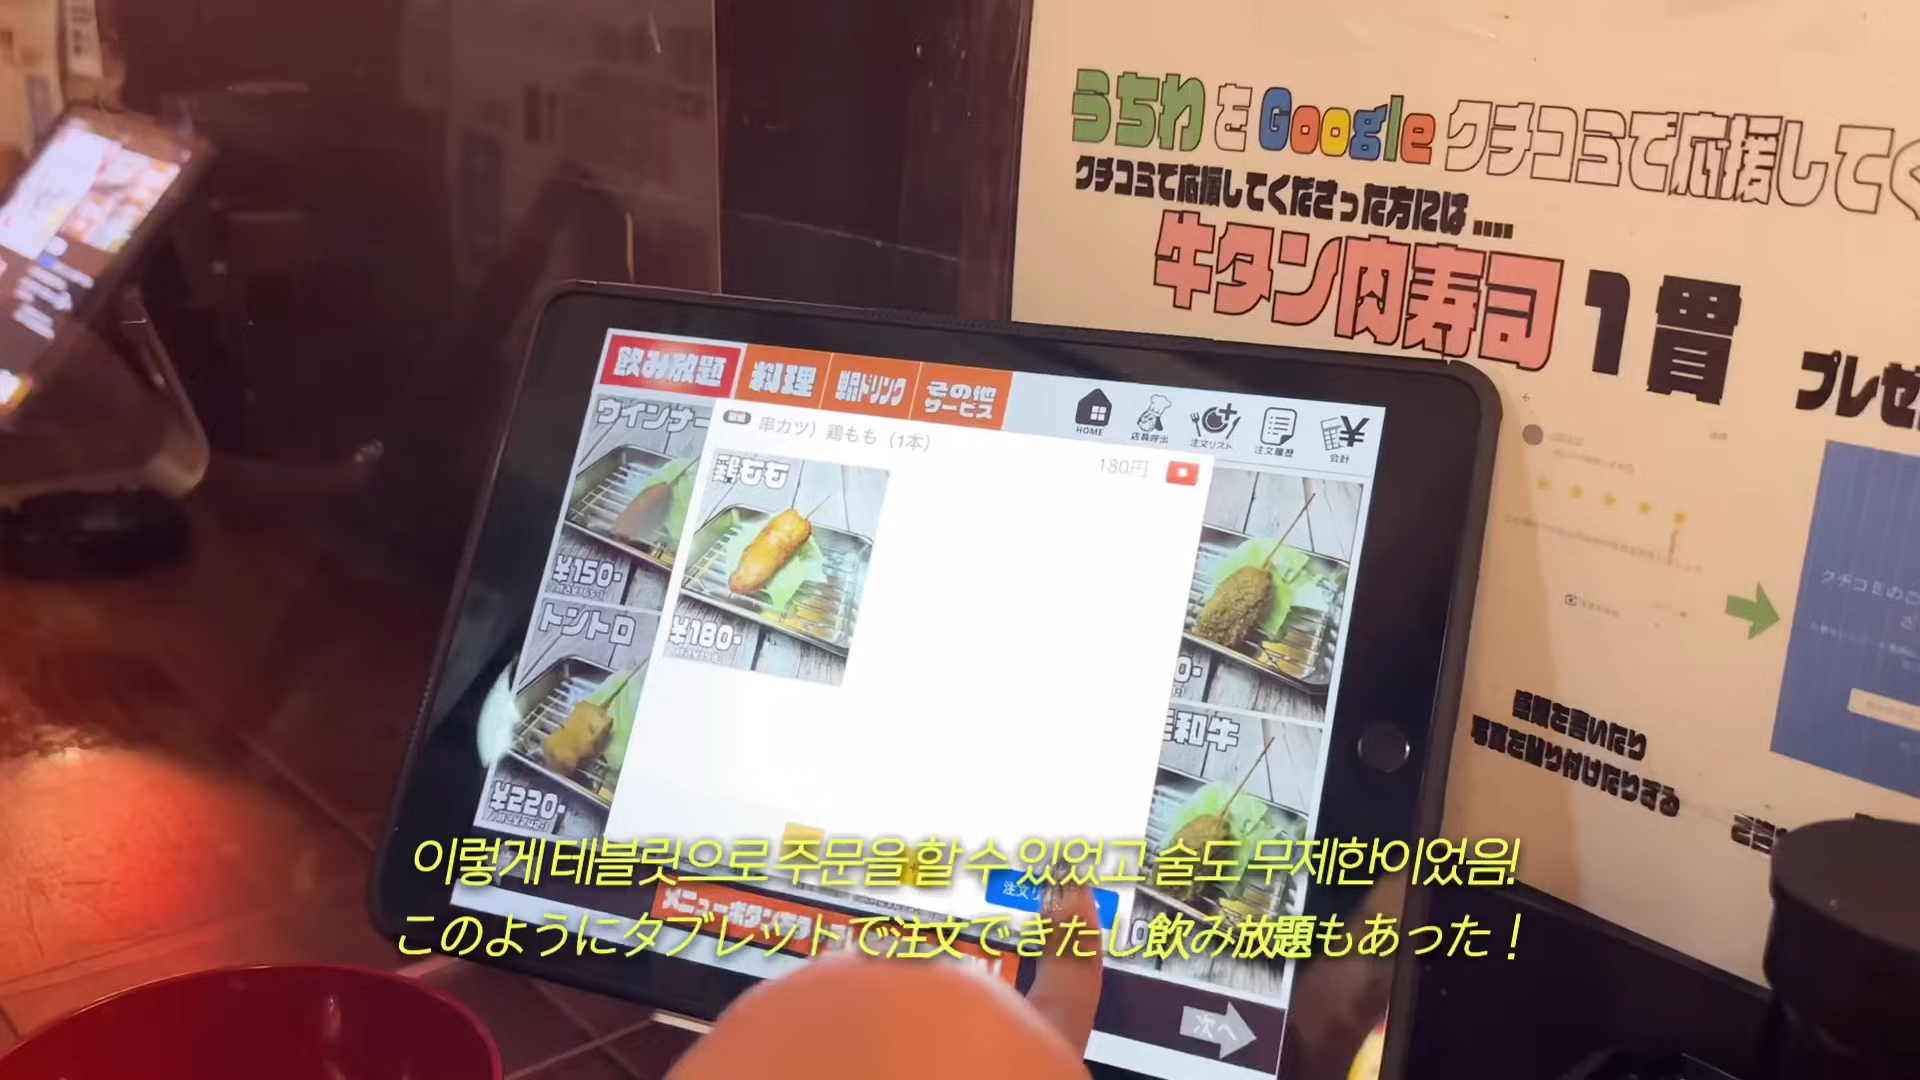 うちわをGoogleクチコミで応援してく
クチコミで応援してくださった方には....
牛タン肉寿司1貫
プレゼ
飲み放題
料理
単品ドリンク
その他
サービス
HOME
店員呼出
注文リスト
注文履歴
会計
串カツ）鶏もも（1本）
180円
ウインナー
¥150-
鶏もも
¥180-
トントロ
¥220-
和牛
クチコミのご
感想を書いたり
写真を貼り付けたりする
次へ
이렇게 테블릿으로 주문을 할 수 있었고 술도 무제한이었음!
このようにタブレットで注文できたし飲み放題もあった！